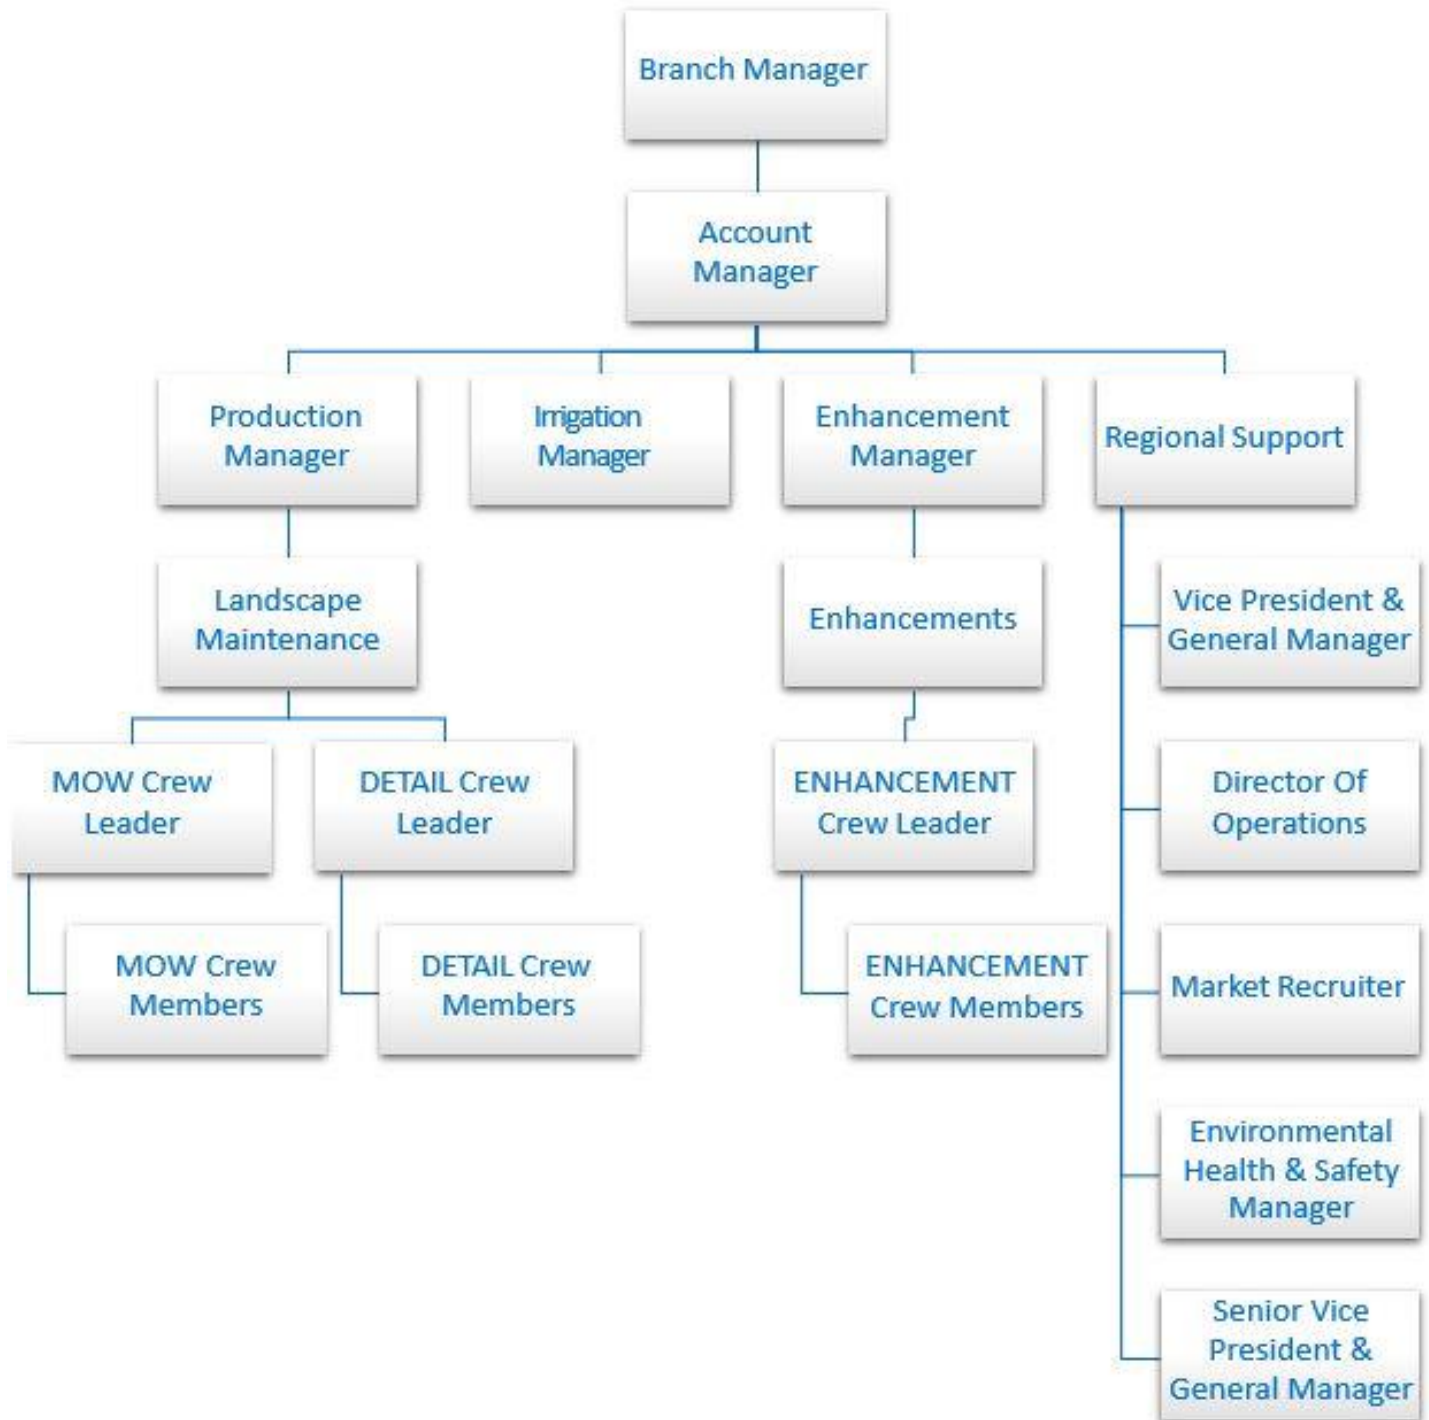 Branch Manager
Account
Manager
Production
Manager
Irrigation
Manager
Enhancement
Manager
Regional Support
Landscape
Maintenance
Enhancements
Vice President &
General Manager
MOW Crew
Leader
DETAIL Crew
Leader
ENHANCEMENT
Crew Leader
Director Of
Operations
MOW Crew
Members
DETAIL Crew
Members
ENHANCEMENT
Crew Members
Market Recruiter
Environmental
Health & Safety
Manager
Senior Vice
President &
General Manager